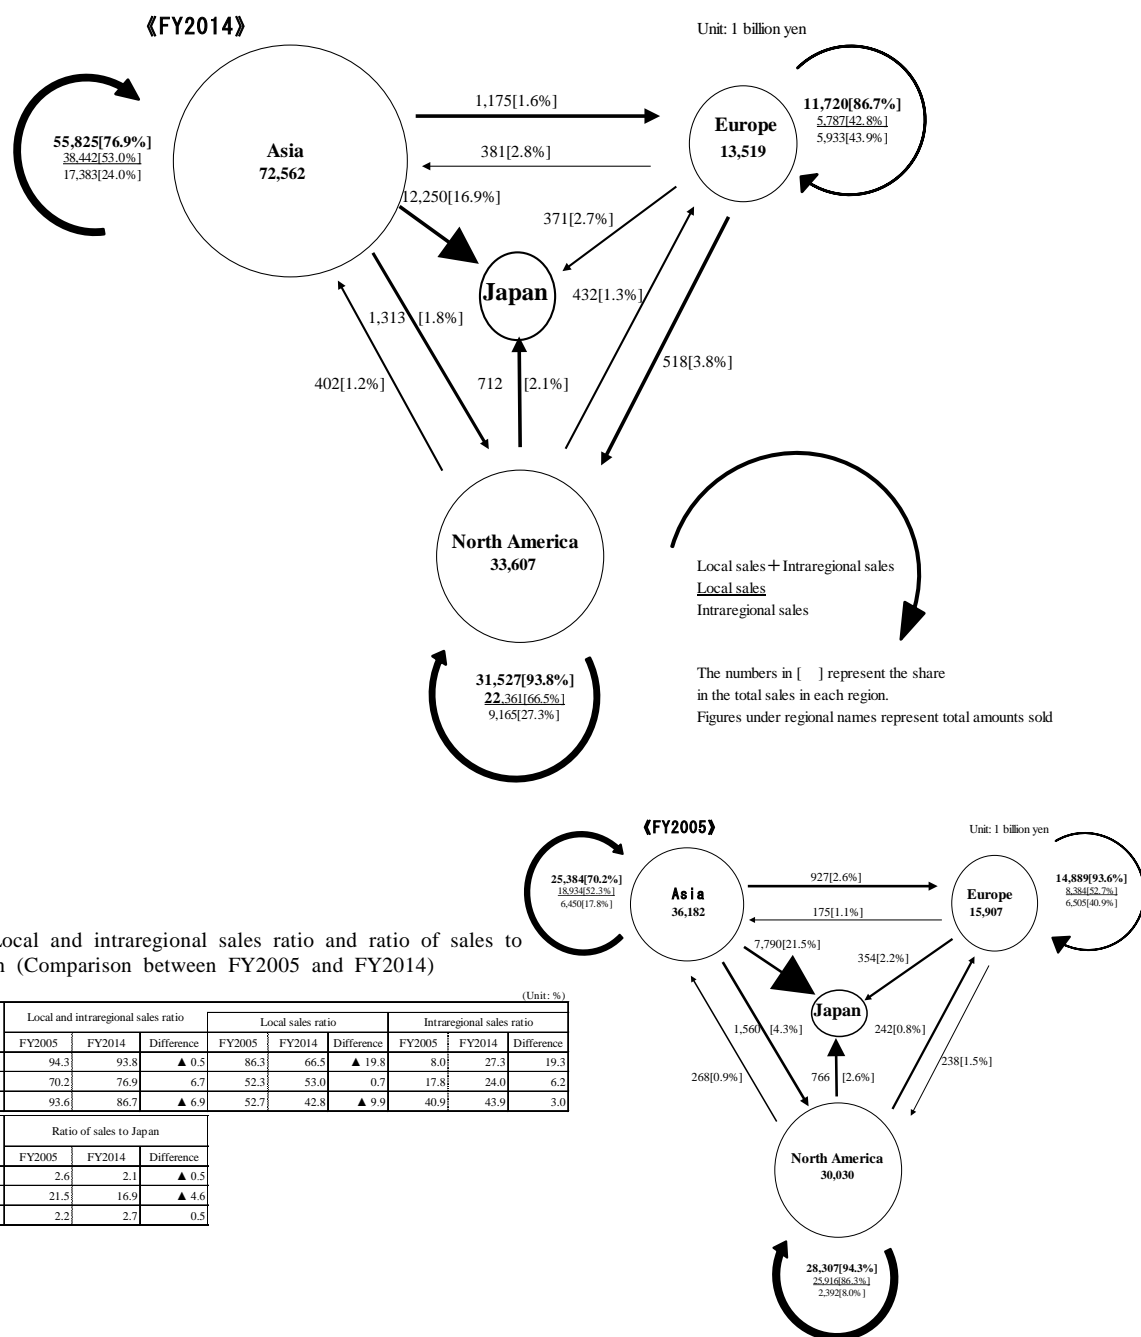 《FY2014》
Unit: 1 billion yen
1,175[1.6%]
11,720[86.7%]
5,787[42.8%]
5,933[43.9%]
Europe
13,519
55,825[76.9%]
38,442[53.0%]
17,383[24.0%]
Asia
72,562
381[2.8%]
12,250[16.9%]
371[2.7%]
Japan
432[1.3%]
1,313 [1.8%]
518[3.8%]
402[1.2%]
712 [2.1%]
North America
33,607
Local sales＋Intraregional sales
Local sales
Intraregional sales
31,527[93.8%]
22,361[66.5%]
9,165[27.3%]
The numbers in [ ] represent the share
in the total sales in each region.
Figures under regional names represent total amounts sold
《FY2005》
Unit: 1 billion yen
25,384[70.2%]
18,934[52.3%]
6,450[17.8%]
Asia
36,182
927[2.6%]
Europe
15,907
14,889[93.6%]
8,384[52.7%]
6,505[40.9%]
175[1.1%]
7,790[21.5%]
354[2.2%]
Japan
1,560 [4.3%]
242[0.8%]
238[1.5%]
268[0.9%]
766 [2.6%]
North America
30,030
28,307[94.3%]
25,916[86.3%]
2,392[8.0%]
Local and intraregional sales ratio and ratio of sales to
n (Comparison between FY2005 and FY2014)
(Unit: %)
Local and intraregional sales ratio
Local sales ratio Intraregional sales ratio
FY2005 FY2014 Difference FY2005 FY2014 Difference FY2005 FY2014 Difference
94.3 93.8 ▲ 0.5 86.3 66.5 ▲ 19.8 8.0 27.3 19.3
70.2 76.9 6.7 52.3 53.0 0.7 17.8 24.0 6.2
93.6 86.7 ▲ 6.9 52.7 42.8 ▲ 9.9 40.9 43.9 3.0
Ratio of sales to Japan
FY2005 FY2014 Difference
2.6 2.1 ▲ 0.5
21.5 16.9 ▲ 4.6
2.2 2.7 0.5